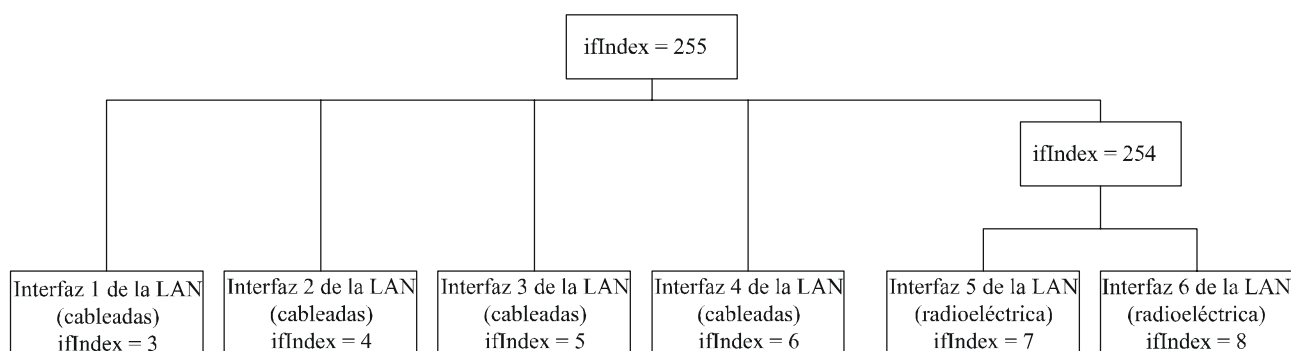 ifIndex = 255
ifIndex = 254
Interfaz 1 de la LAN
(cableadas)
ifIndex = 3
Interfaz 2 de la LAN
(cableadas)
ifIndex = 4
Interfaz 3 de la LAN
(cableadas)
ifIndex = 5
Interfaz 4 de la LAN
(cableadas)
ifIndex = 6
Interfaz 5 de la LAN
(radioeléctrica)
ifIndex = 7
Interfaz 6 de la LAN
(radioeléctrica)
ifIndex = 8